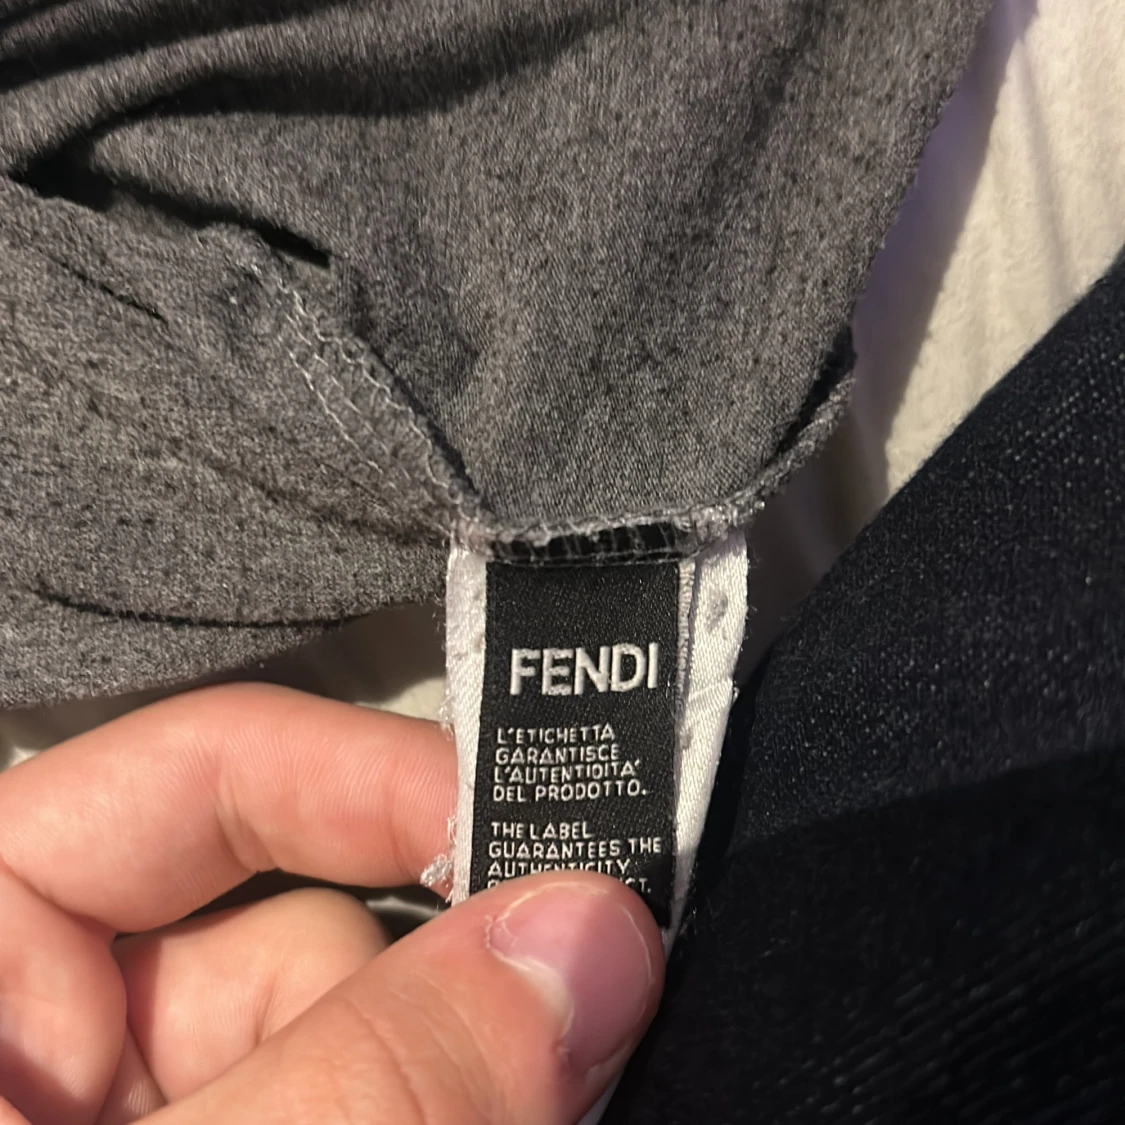 FENDI
L'ETICHETTA
GARANTISCE
L'AUTENTIOITA'
DEL PRODOTTO.
THE LABEL
GUARANTEES THE
AUTHENTICITY